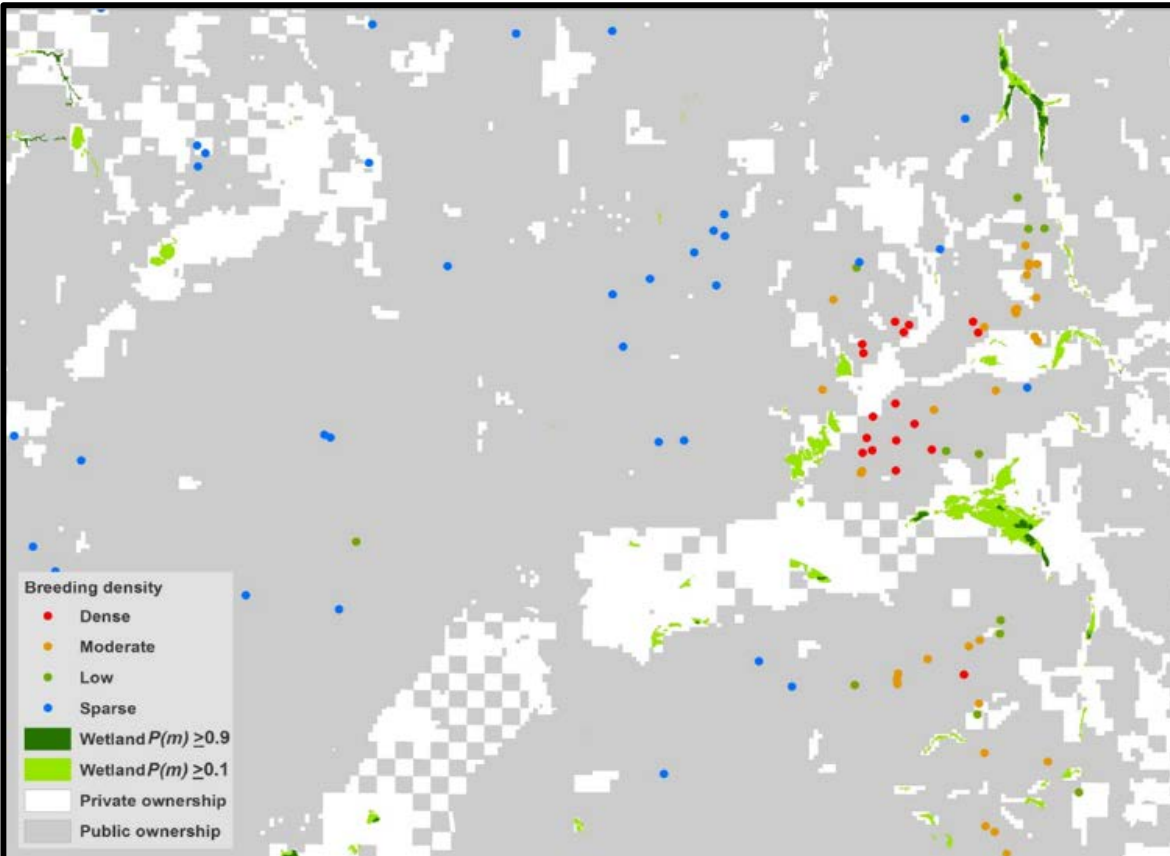 Breeding density
Dense
Moderate
Low
Sparse
Wetland P(m) ≥0.9
Wetland P(m) ≥0.1
Private ownership
Public ownership